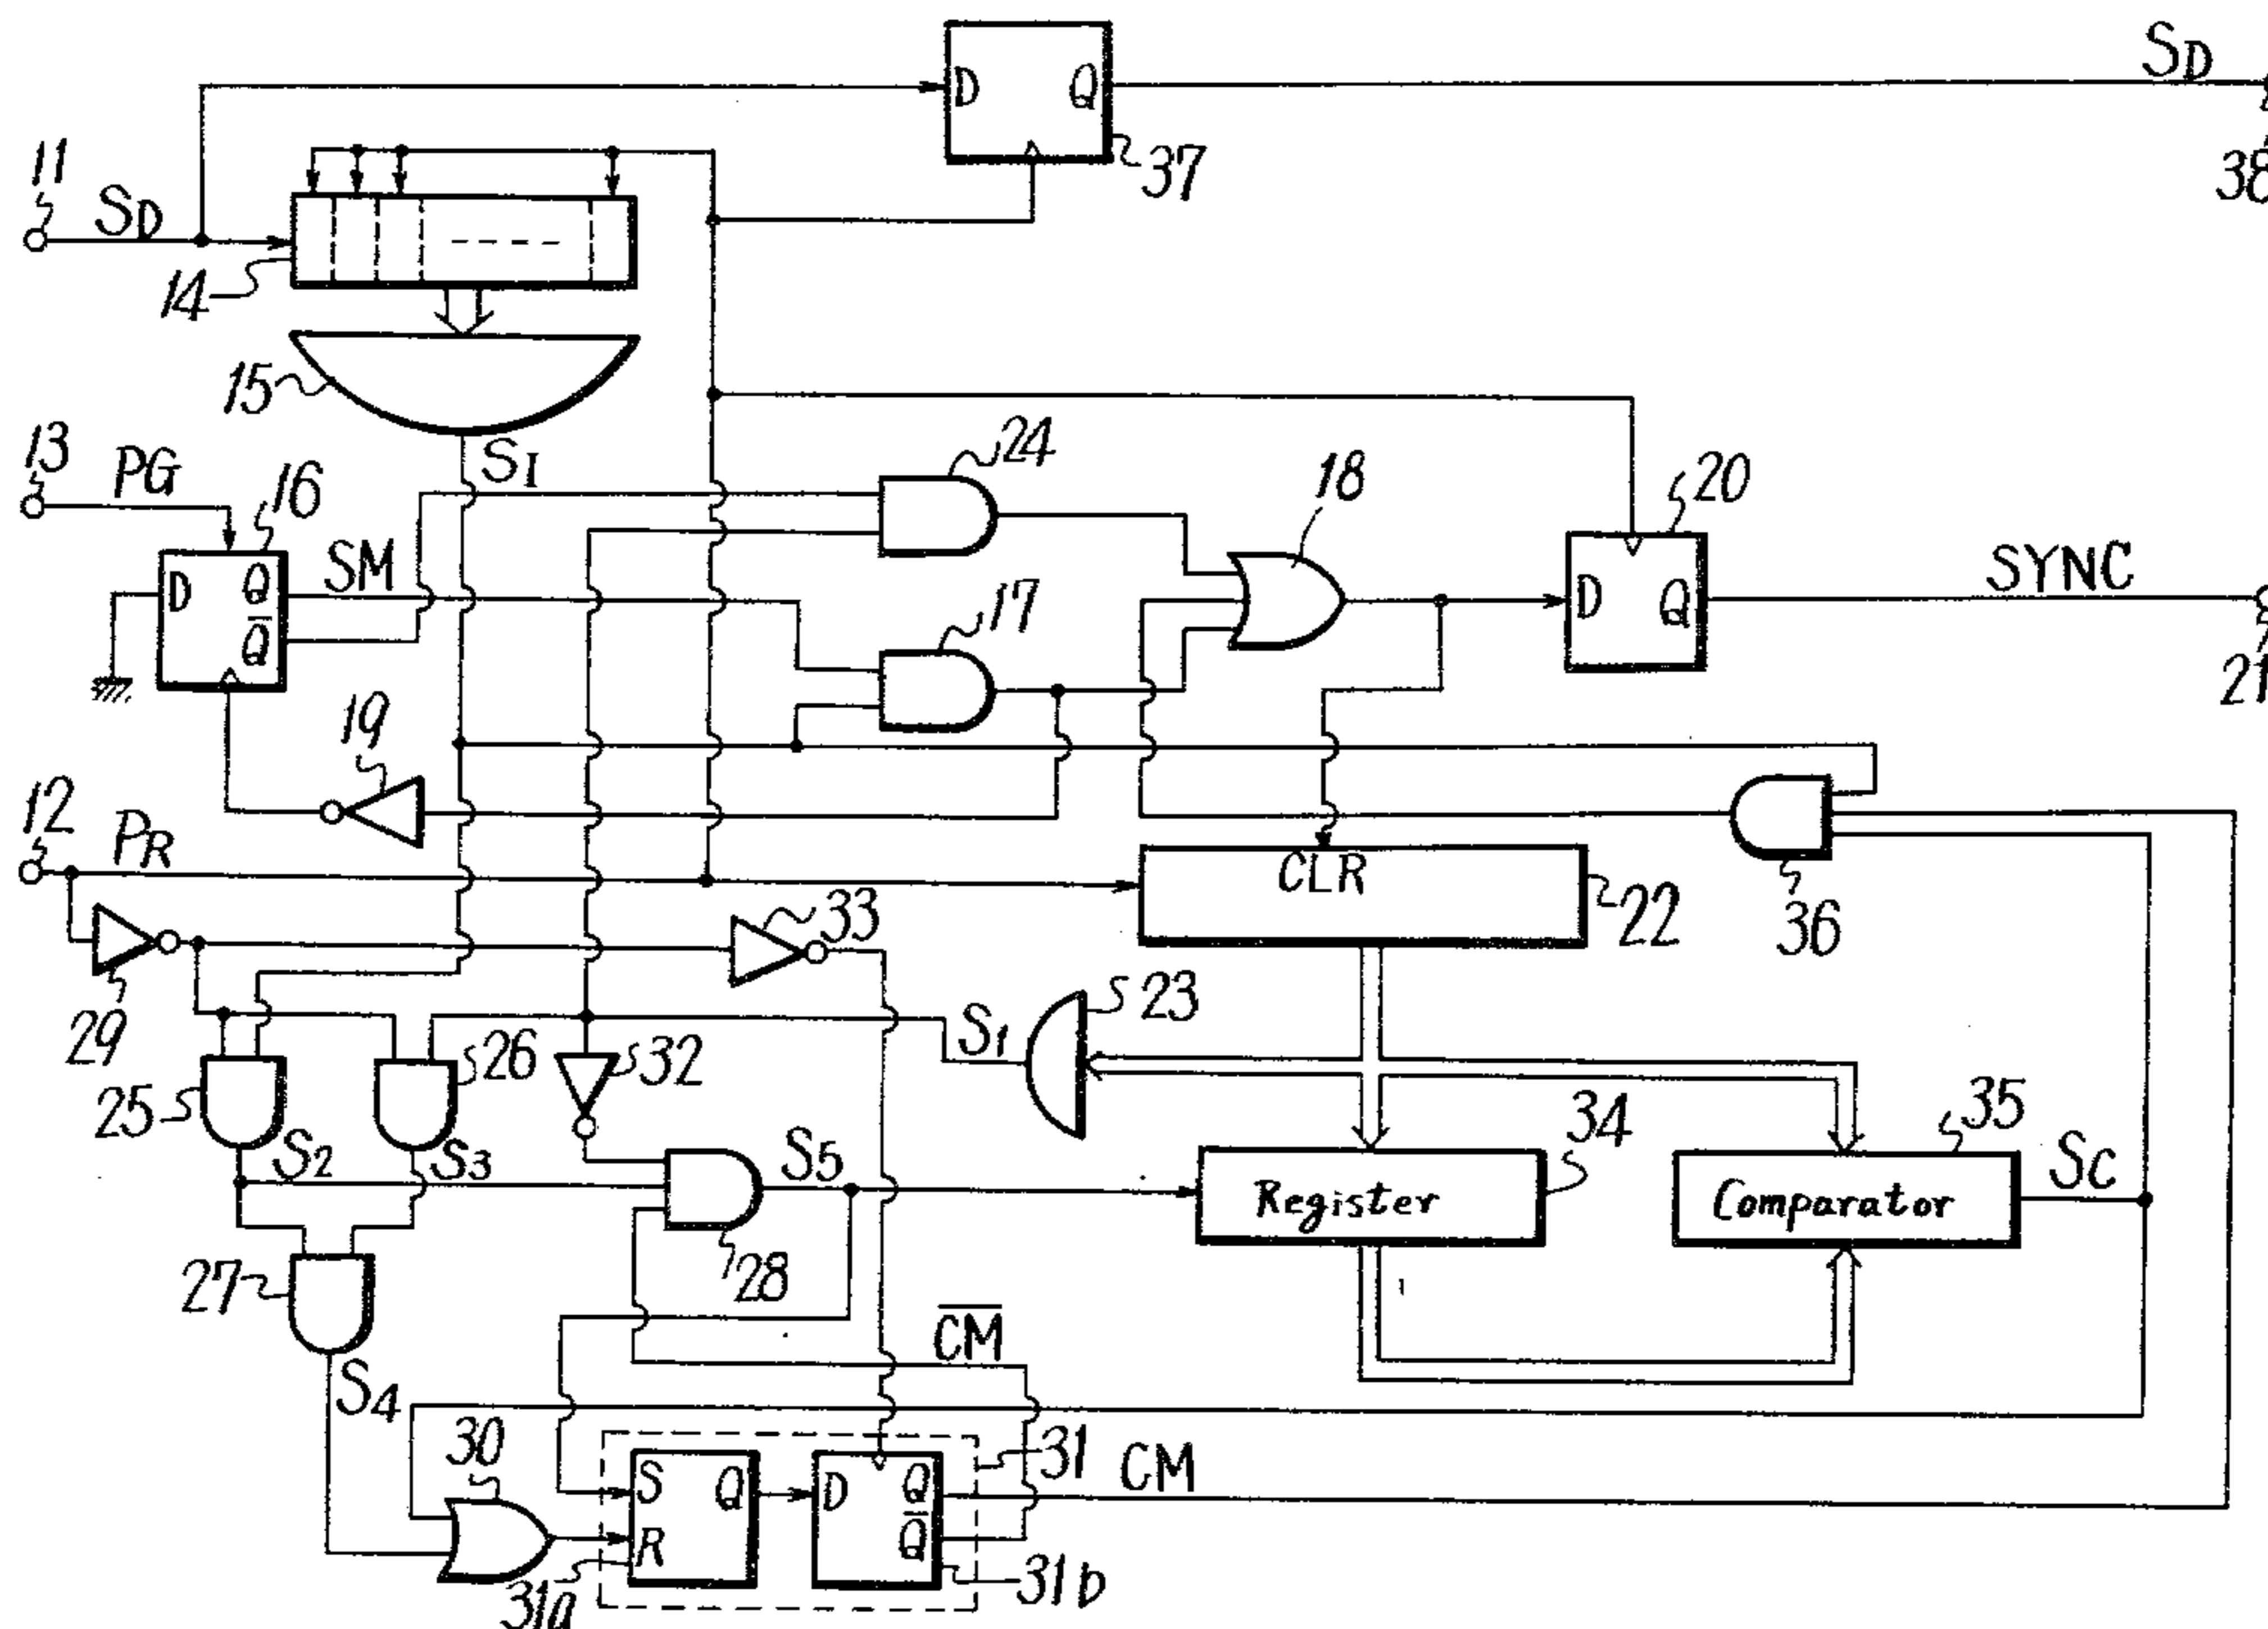 SD
D Q
37
38
11
SD
14
15
SI
13
PG
16
D Q
Q̅
SM
24
17
18
20
D Q
SYNC
21
19
12
PR
CLR
22
36
29
33
23
S1
25
26
32
S2
S3
S5
28
Register
34
Comparator
35
SC
27
S4
C̅M̅
30
31
CM
S Q
R
D Q
Q̅
31a
31b